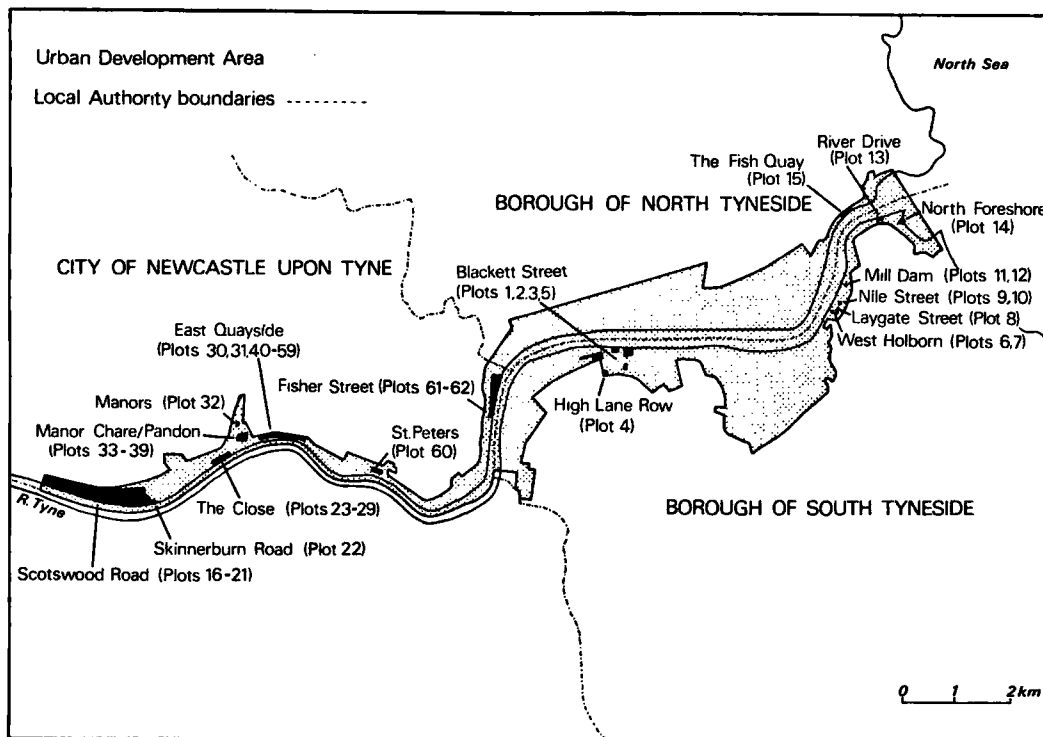 Urban Development Area
Local Authority boundaries
North Sea
River Drive
(Plot 13)
The Fish Quay
(Plot 15)
BOROUGH OF NORTH TYNESIDE
North Foreshore
(Plot 14)
CITY OF NEWCASTLE UPON TYNE
Blackett Street
(Plots 1,2,3,5)
Mill Dam (Plots 11,12)
Nile Street (Plots 9,10)
Laygate Street (Plot 8)
West Holborn (Plots 6,7)
East Quayside
(Plots 30,31,40-59)
Fisher Street (Plots 61-62)
High Lane Row
(Plot 4)
Manors (Plot 32)
Manor Chare/Pandon
(Plots 33-39)
St.Peters
(Plot 60)
R. Tyne
The Close (Plots 23-29)
BOROUGH OF SOUTH TYNESIDE
Skinnerburn Road (Plot 22)
Scotswood Road (Plots 16-21)
0 1 2km